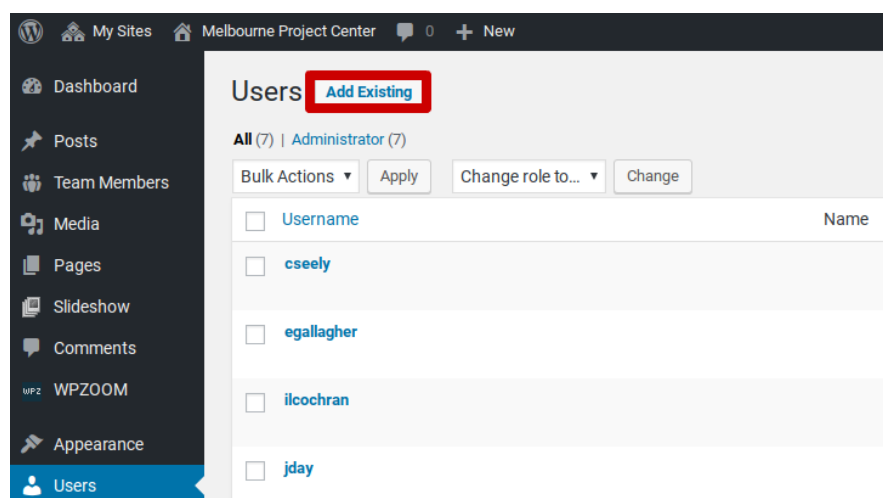 My Sites Melbourne Project Center 0 + New
Dashboard
Posts
Team Members
Media
Pages
Slideshow
Comments
WPZ WPZOOM
Appearance
Users
Users Add Existing
All (7) | Administrator (7)
Bulk Actions ▼ Apply Change role to... ▼ Change
Username Name
cseely
egallagher
ilcochran
jday